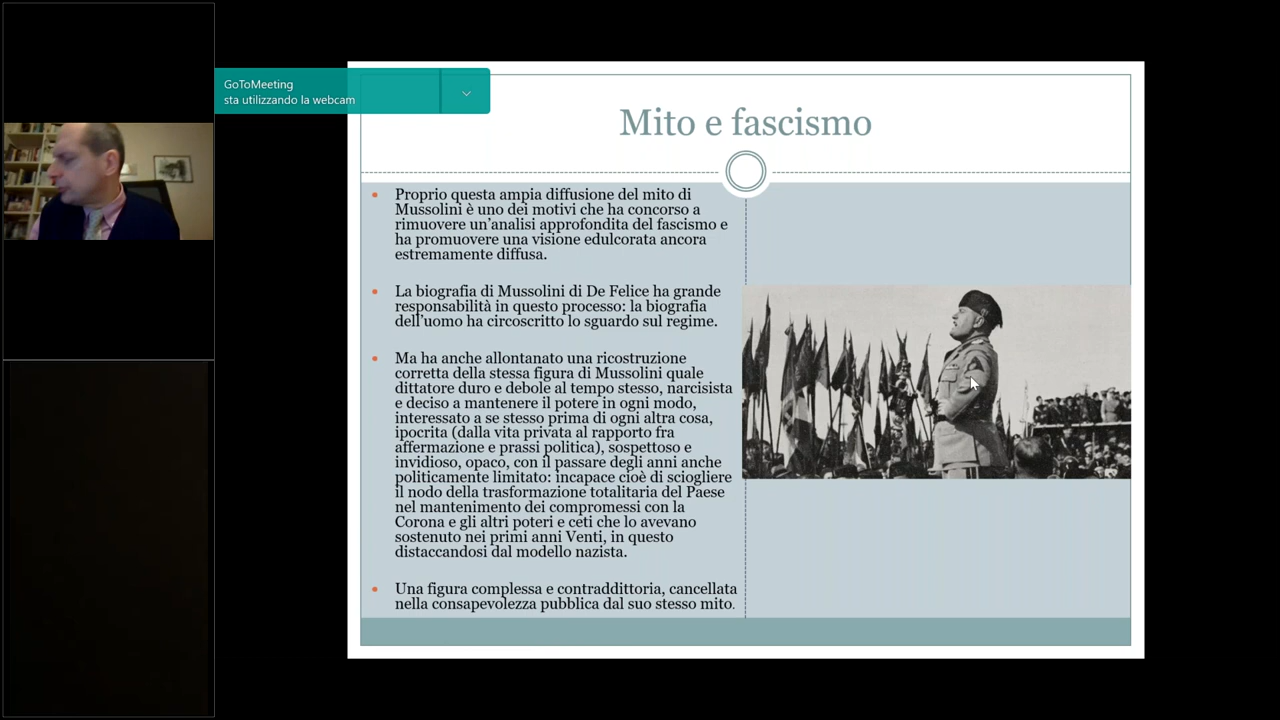 GoToMeeting
sta utilizzando la webcam
Mito e fascismo
Proprio questa ampia diffusione del mito di
Mussolini è uno dei motivi che ha concorso a
rimuovere un'analisi approfondita del fascismo e
ha promuovere una visione edulcorata ancora
estremamente diffusa.
La biografia di Mussolini di De Felice ha grande
responsabilità in questo processo: la biografia
dell'uomo ha circoscritto lo sguardo sul regime.
Ma ha anche allontanato una ricostruzione
corretta della stessa figura di Mussolini quale
dittatore duro e debole al tempo stesso, narcisista
e deciso a mantenere il potere in ogni modo,
interessato a se stesso prima di ogni altra cosa,
ipocrita (dalla vita privata al rapporto fra
affermazione e prassi politica), sospettoso e
invidioso, opaco, con il passare degli anni anche
politicamente limitato: incapace cioè di sciogliere
il nodo della trasformazione totalitaria del Paese
nel mantenimento dei compromessi con la
Corona e gli altri poteri e ceti che lo avevano
sostenuto nei primi anni Venti, in questo
distaccandosi dal modello nazista.
Una figura complessa e contraddittoria, cancellata
nella consapevolezza pubblica dal suo stesso mito.